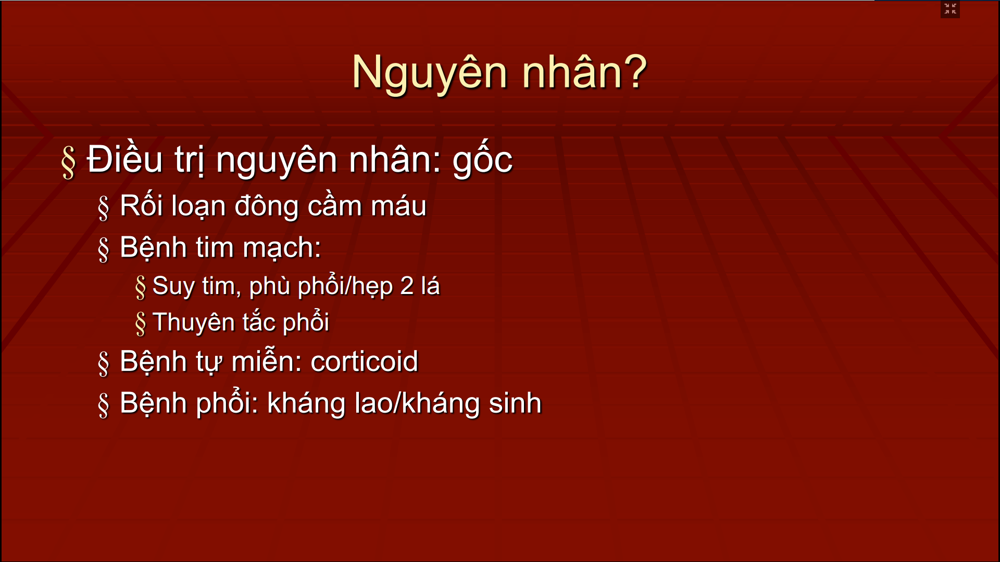 Nguyên nhân?
§ Điều trị nguyên nhân: gốc
§ Rối loạn đông cầm máu
§ Bệnh tim mạch:
§ Suy tim, phù phổi/hẹp 2 lá
§ Thuyên tắc phổi
§ Bệnh tự miễn: corticoid
§ Bệnh phổi: kháng lao/kháng sinh